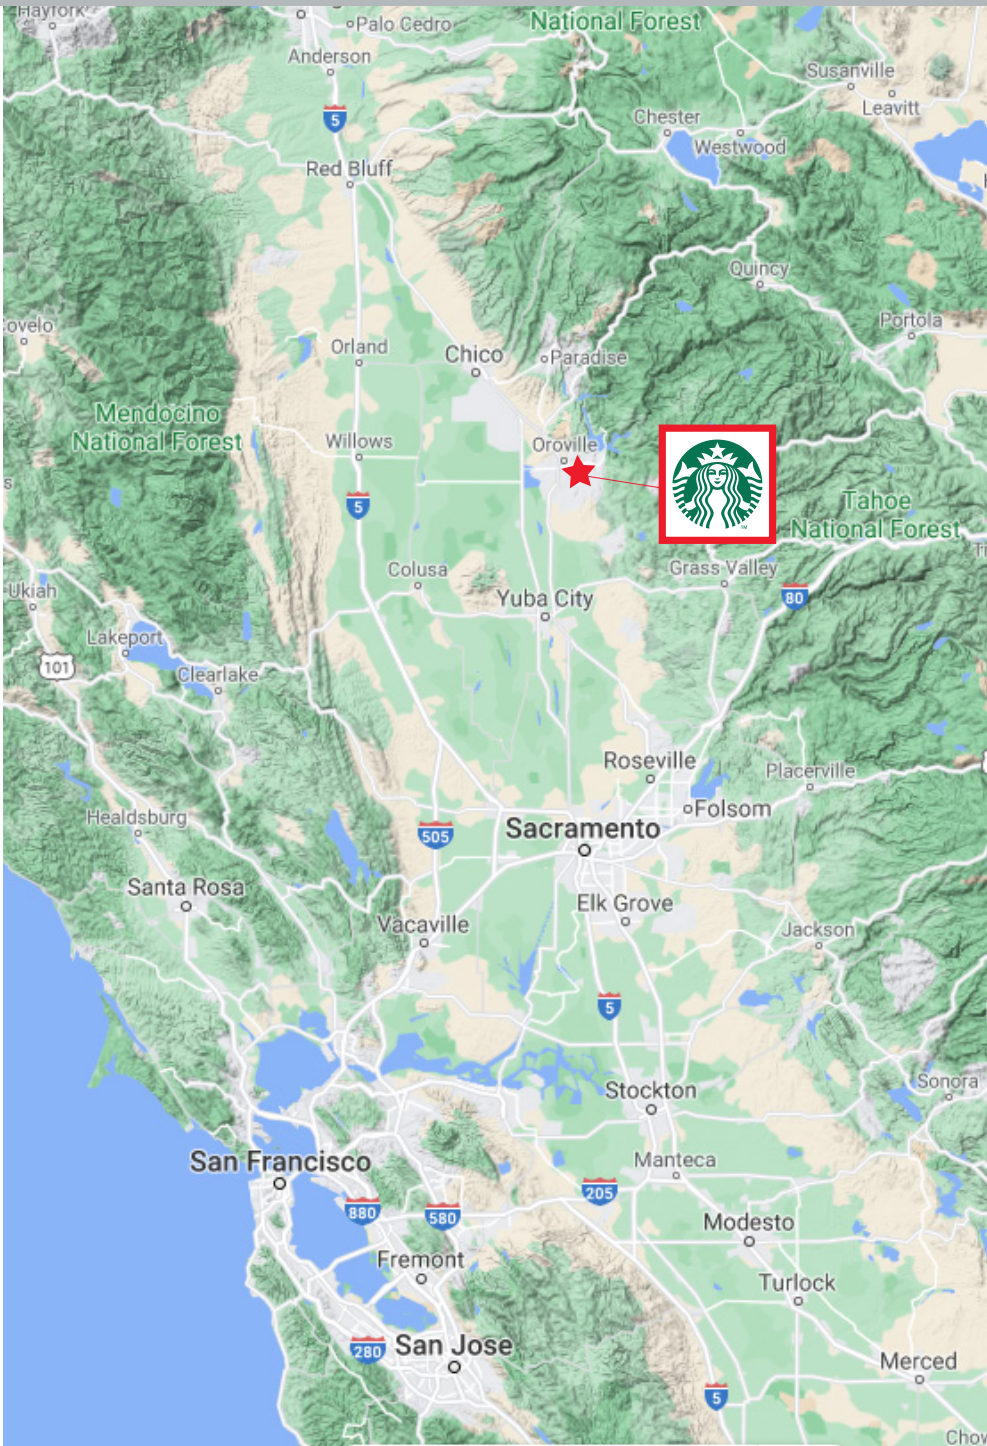 Hayfork
Palo Cedro
National Forest
Anderson
Susanville
Leavitt
5
Chester
Westwood
Red Bluff
Quincy
Portola
ovelo
Orland
Chico
Paradise
Mendocino
National Forest
Willows
Oroville
5
Tahoe
National Forest
Colusa
Grass Valley
Ti
Ukiah
Yuba City
80
Lakeport
101
Clearlake
Roseville
Placerville
Healdsburg
505
Sacramento
Folsom
Santa Rosa
Elk Grove
Vacaville
Jackson
5
Stockton
Sonora
San Francisco
Manteca
205
880
580
Modesto
Fremont
Turlock
280
San Jose
Merced
5
Chow